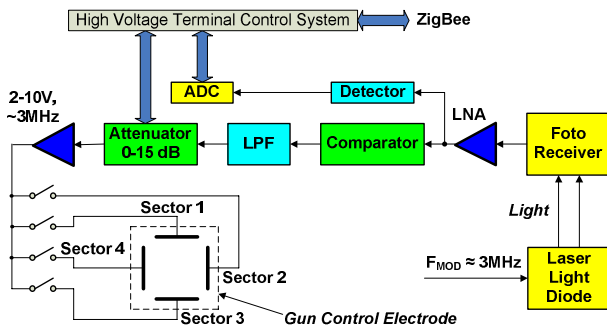 High Voltage Terminal Control System
ZigBee
2-10V,
~3MHz
ADC
Detector
LNA
Attenuator
0-15 dB
LPF
Comparator
Foto
Receiver
Light
Sector 1
Sector 4
Sector 2
Sector 3
Gun Control Electrode
FMOD ≈ 3MHz
Laser
Light
Diode